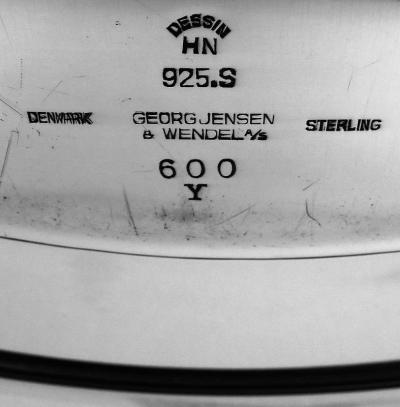 DESSIN
HN
925.S
DENMARK GEORG JENSEN STERLING
& WENDEL A/S
600
Y